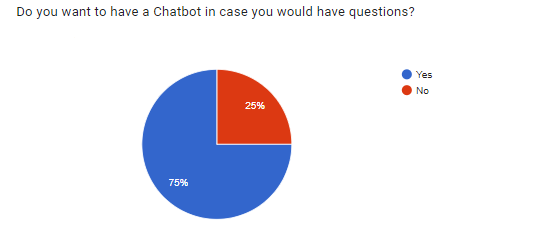 Do you want to have a Chatbot in case you would have questions?
Yes
No
25%
75%